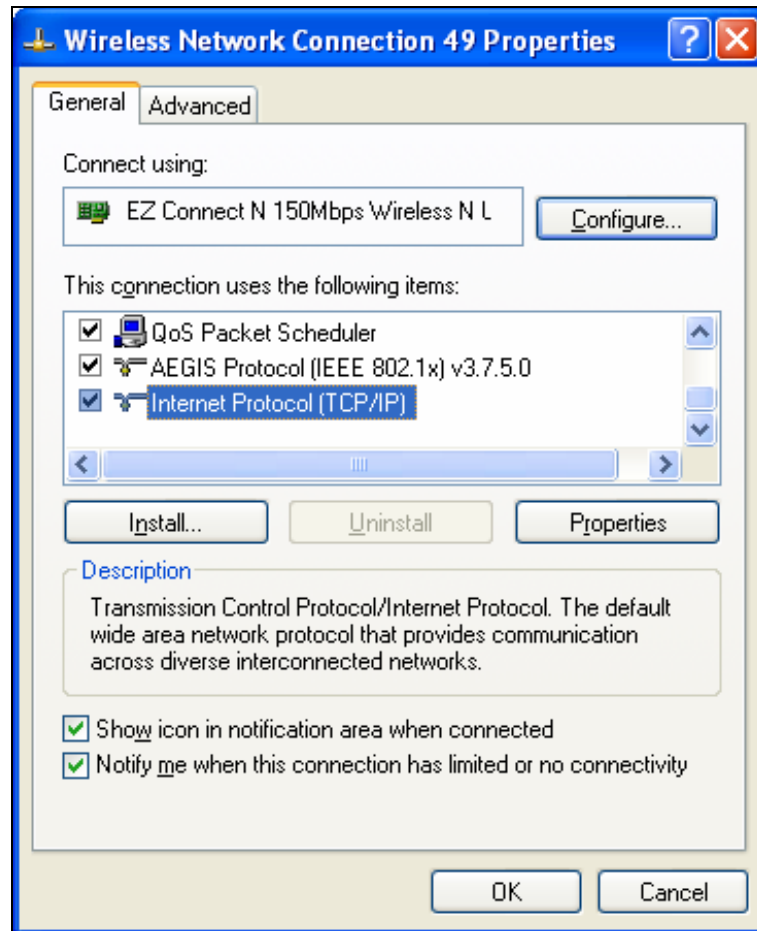 Wireless Network Connection 49 Properties
General
Advanced
Connect using:
EZ Connect N 150Mbps Wireless N L
Configure...
This connection uses the following items:
QoS Packet Scheduler
AEGIS Protocol (IEEE 802.1x) v3.7.5.0
Internet Protocol (TCP/IP)
Install...
Uninstall
Properties
Description
Transmission Control Protocol/Internet Protocol. The default
wide area network protocol that provides communication
across diverse interconnected networks.
Show icon in notification area when connected
Notify me when this connection has limited or no connectivity
OK
Cancel